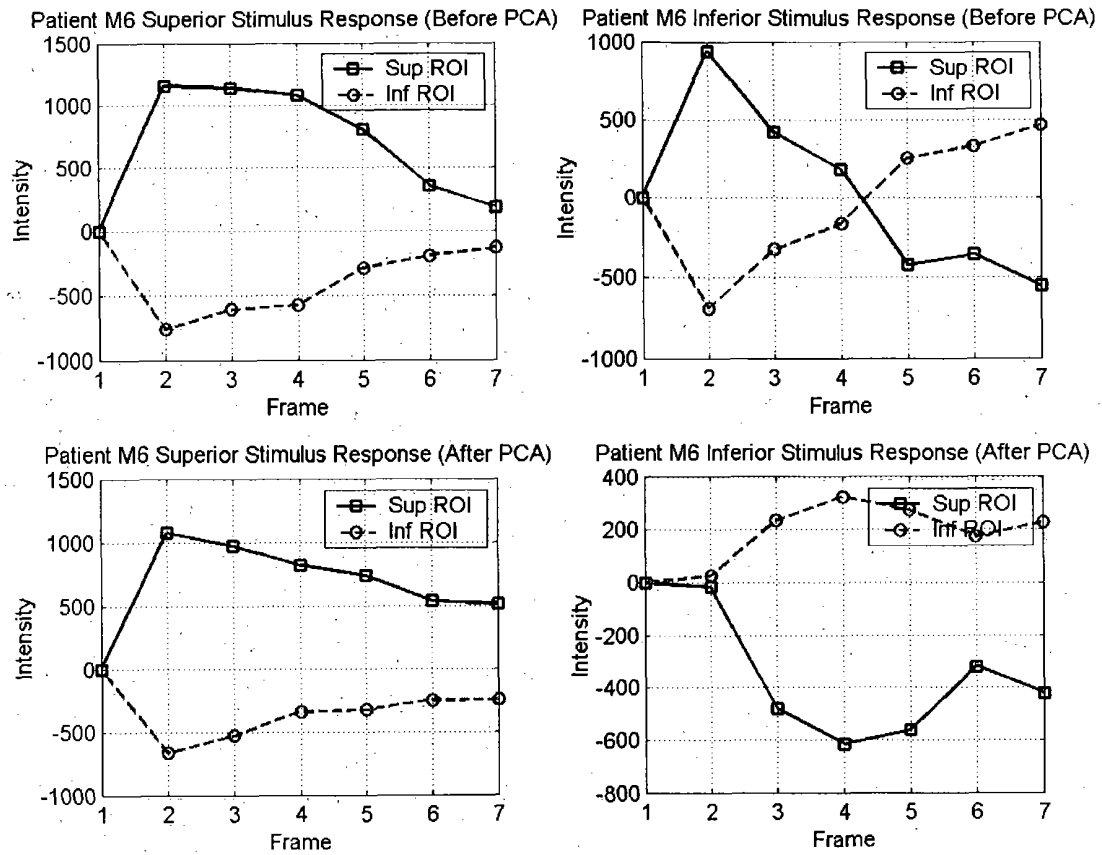 Patient M6 Superior Stimulus Response (Before PCA)
1500
1000
500
0
-500
-1000
Intensity
Sup ROI
Inf ROI
1 2 3 4 5 6 7
Frame
Patient M6 Inferior Stimulus Response (Before PCA)
1000
500
0
-500
-1000
Intensity
Sup ROI
Inf ROI
1 2 3 4 5 6 7
Frame
Patient M6 Superior Stimulus Response (After PCA)
1500
1000
500
0
-500
-1000
Intensity
Sup ROI
Inf ROI
1 2 3 4 5 6 7
Frame
Patient M6 Inferior Stimulus Response (After PCA)
400
200
0
-200
-400
-600
-800
Intensity
Sup ROI
Inf ROI
1 2 3 4 5 6 7
Frame